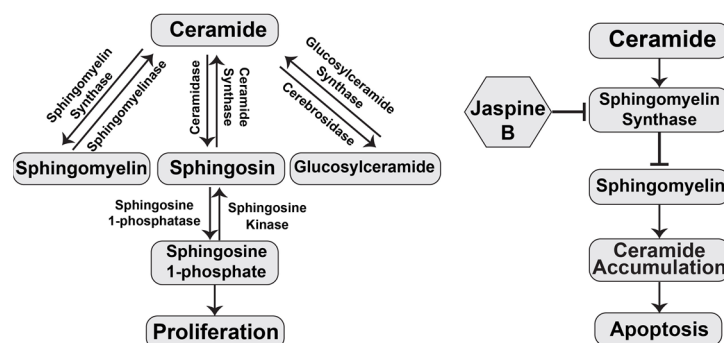 Ceramide
Sphingomyelin
Synthase
Sphingomyelinase
Ceramidase
Ceramide
Synthase
Glucosylceramide
Synthase
Cerebrosidase
Sphingomyelin
Sphingosin
Glucosylceramide
Sphingosine
1-phosphatase
Sphingosine
Kinase
Sphingosine
1-phosphate
Proliferation
Ceramide
Jaspine
B
Sphingomyelin
Synthase
Sphingomyelin
Ceramide
Accumulation
Apoptosis